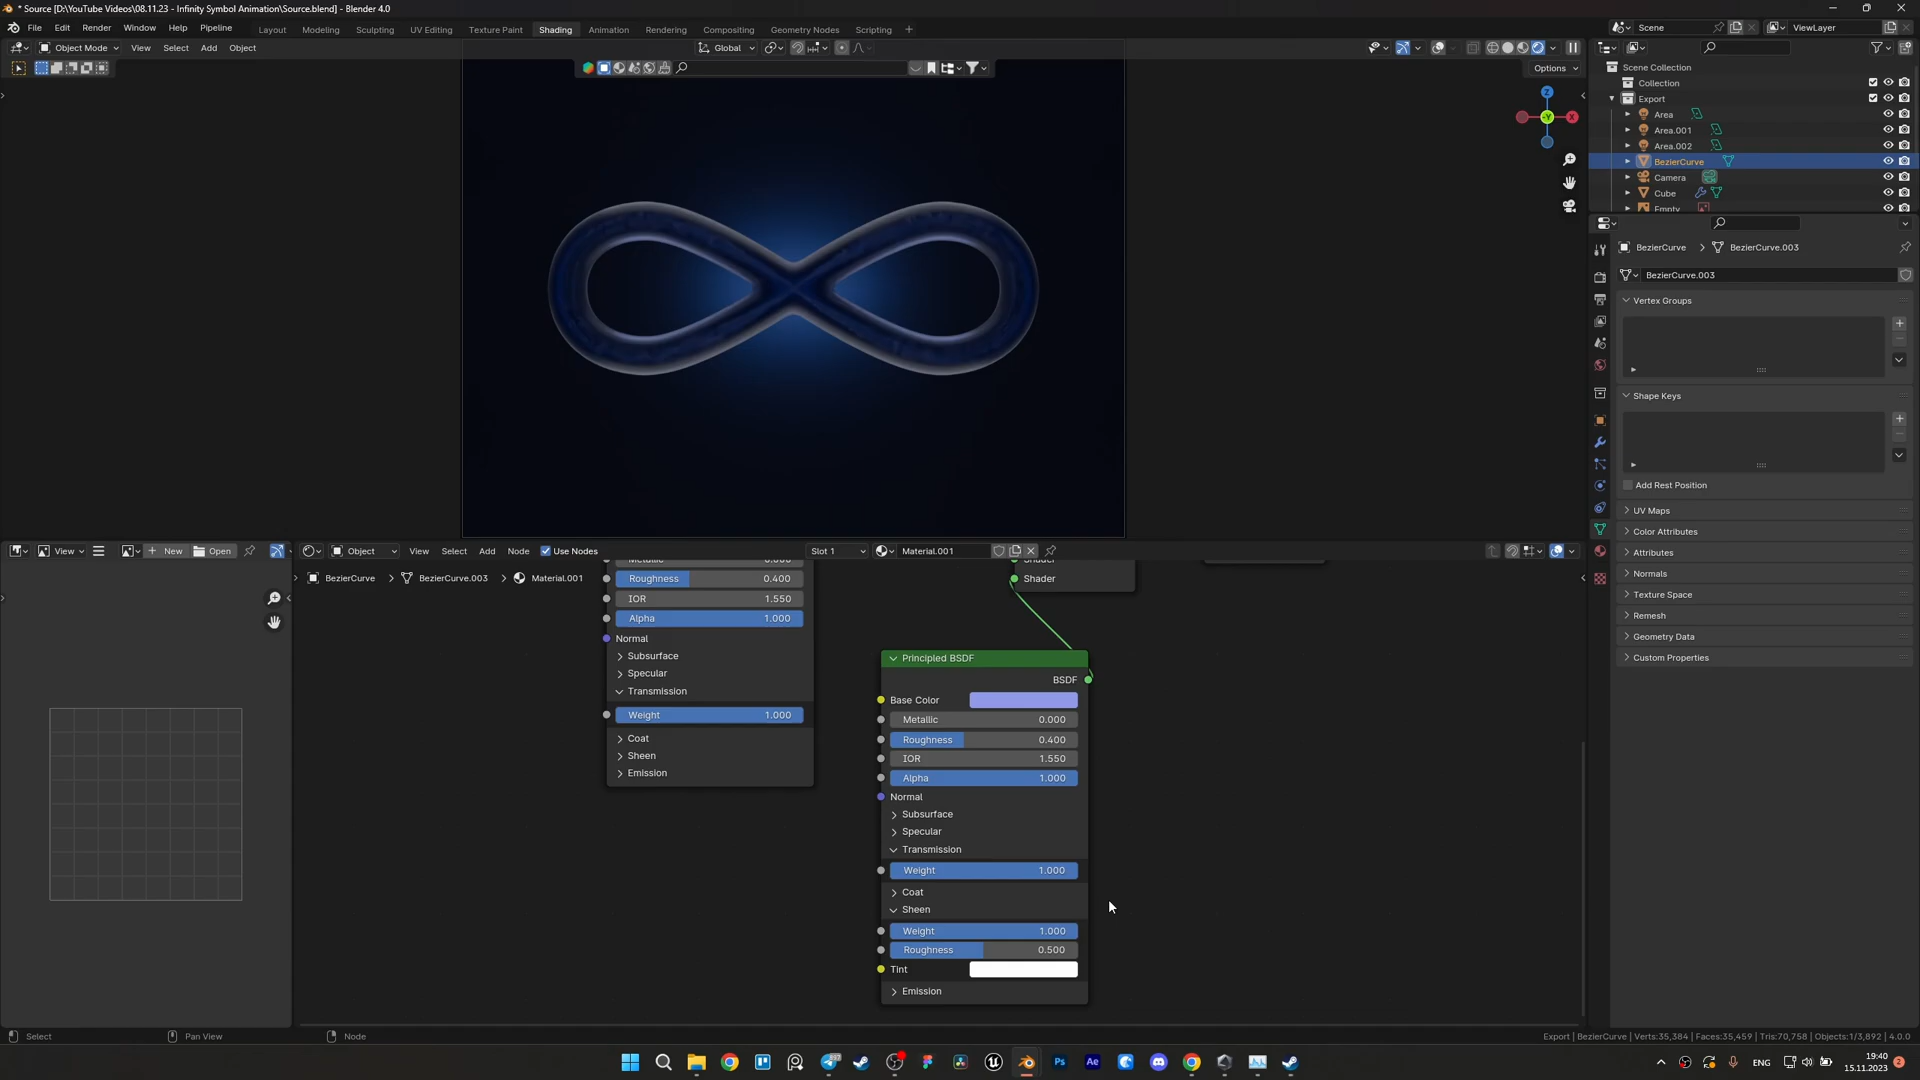 * Source [D:\YouTube Videos\08.11.23 - Infinity Symbol Animation\Source.blend] - Blender 4.0
File Edit Render Window Help Pipeline
Layout Modeling Sculpting UV Editing Texture Paint Shading Animation Rendering Compositing Geometry Nodes Scripting +
Scene ViewLayer
Object Mode View Select Add Object
Global
Options
Z
-Y
X
Scene Collection
Collection
Export
Area
Area.001
Area.002
BezierCurve
Camera
Cube
Empty
BezierCurve > BezierCurve.003
BezierCurve.003
Vertex Groups
Shape Keys
Add Rest Position
UV Maps
Color Attributes
Attributes
Normals
Texture Space
Remesh
Geometry Data
Custom Properties
View New Open
Object View Select Add Node Use Nodes Slot 1 Material.001
BezierCurve > BezierCurve.003 > Material.001
Roughness 0.400
IOR 1.550
Alpha 1.000
Normal
Subsurface
Specular
Transmission
Weight 1.000
Coat
Sheen
Emission
Shader
Principled BSDF
BSDF
Base Color
Metallic 0.000
Roughness 0.400
IOR 1.550
Alpha 1.000
Normal
Subsurface
Specular
Transmission
Weight 1.000
Coat
Sheen
Weight 1.000
Roughness 0.500
Tint
Emission
Select Pan View Node
Export | BezierCurve | Verts:35,384 | Faces:35,459 | Tris:70,758 | Objects:1/3,892 | 4.0.0
Ps Ae
ENG
19:40
15.11.2023
2